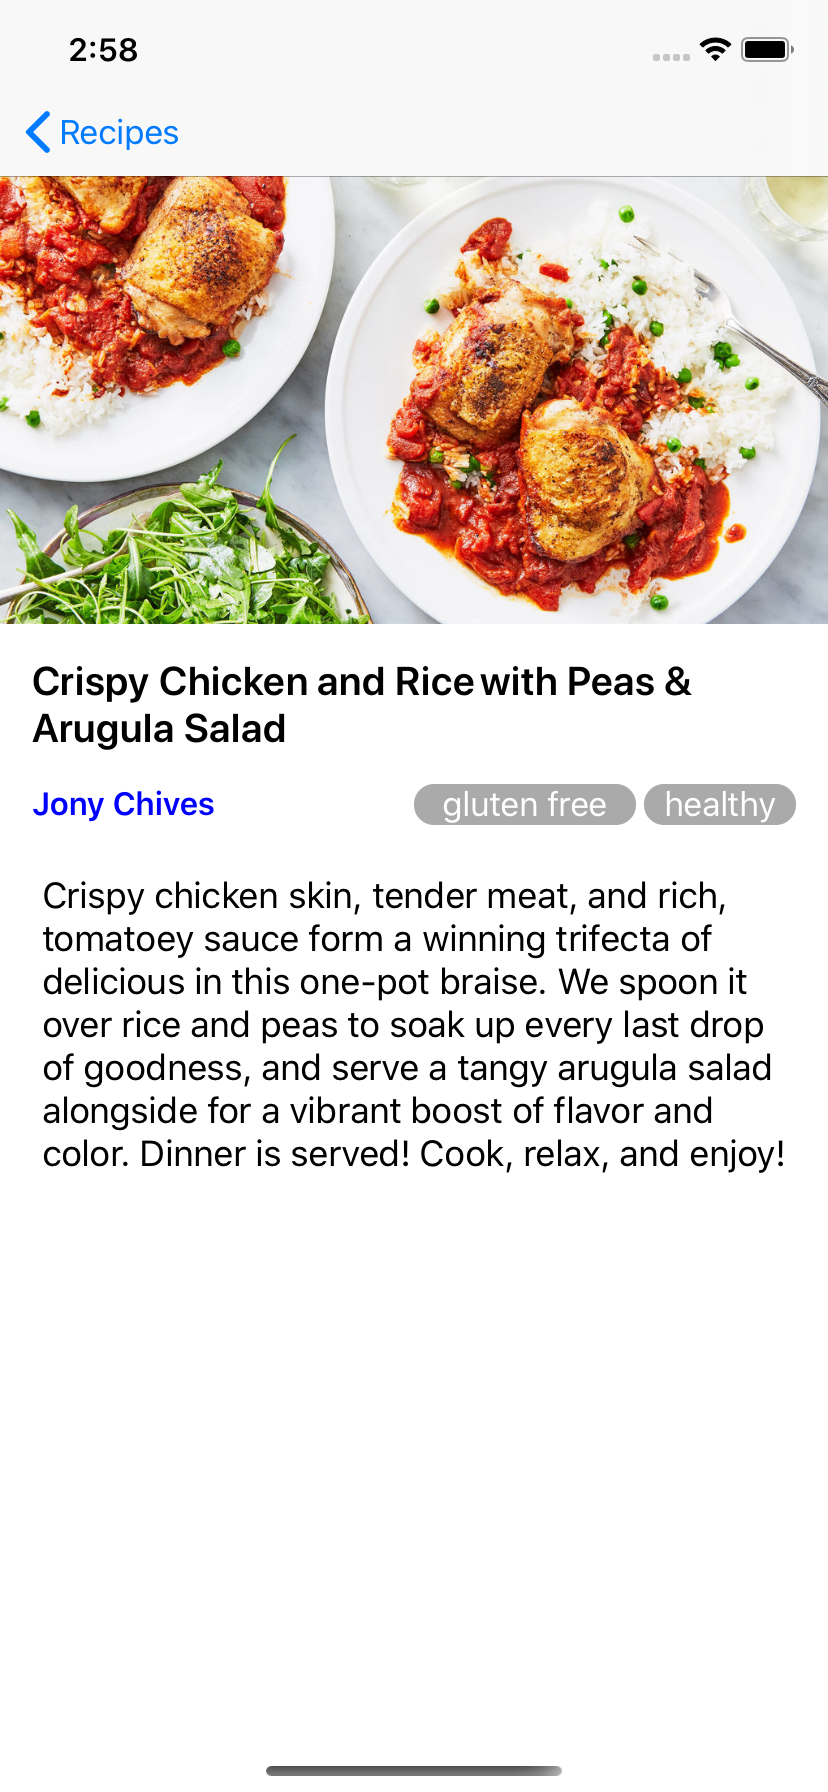 2:58
Recipes
Crispy Chicken and Rice with Peas &
Arugula Salad
Jony Chives
gluten free healthy
Crispy chicken skin, tender meat, and rich,
tomatoey sauce form a winning trifecta of
delicious in this one-pot braise. We spoon it
over rice and peas to soak up every last drop
of goodness, and serve a tangy arugula salad
alongside for a vibrant boost of flavor and
color. Dinner is served! Cook, relax, and enjoy!